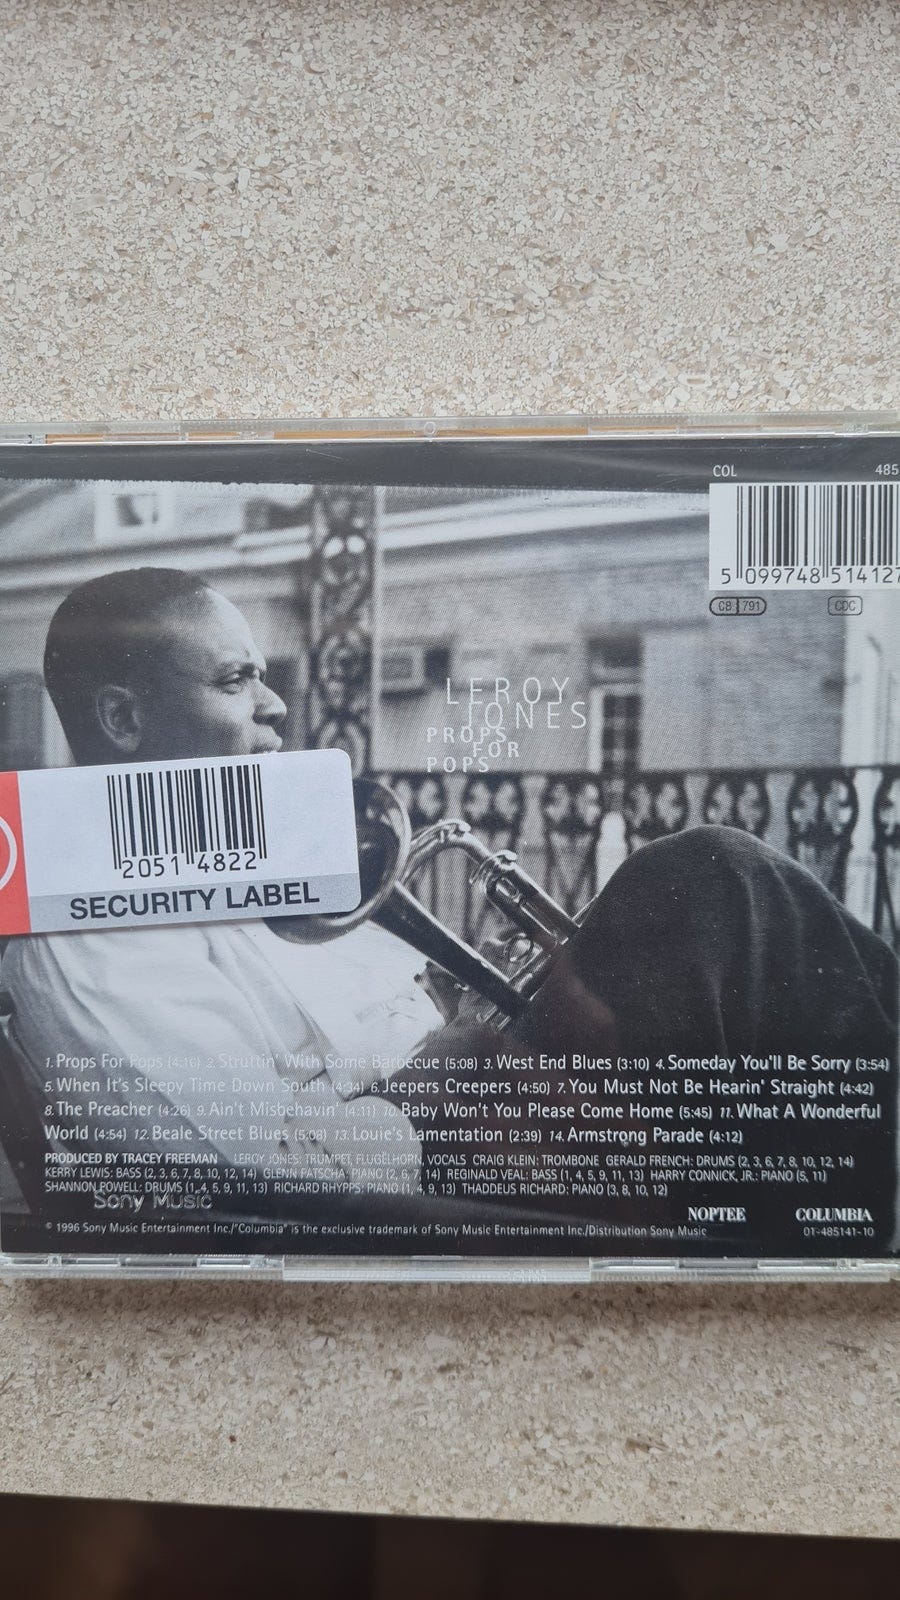 COL 485
5 099748 514127
CB 791 CDC
LEROY
JONES
PROPS
FOR
POPS
2051 4822
SECURITY LABEL
1. Props For Pops (4:16) 2. Struttin' With Some Barbecue (5:08) 3. West End Blues (3:10) 4. Someday You'll Be Sorry (3:54)
5. When It's Sleepy Time Down South (4:34) 6. Jeepers Creepers (4:50) 7. You Must Not Be Hearin' Straight (4:42)
8. The Preacher (4:26) 9. Ain't Misbehavin' (4:11) 10. Baby Won't You Please Come Home (5:45) 11. What A Wonderful
World (4:54) 12. Beale Street Blues (5:08) 13. Louie's Lamentation (2:39) 14. Armstrong Parade (4:12)
PRODUCED BY TRACEY FREEMAN LEROY JONES: TRUMPET, FLUGELHORN, VOCALS CRAIG KLEIN: TROMBONE GERALD FRENCH: DRUMS (2, 3, 6, 7, 8, 10, 12, 14)
KERRY LEWIS: BASS (2, 3, 6, 7, 8, 10, 12, 14) GLENN PATSCHA: PIANO (2, 6, 7, 14) REGINALD VEAL: BASS (1, 4, 5, 9, 11, 13) HARRY CONNICK, JR.: PIANO (5, 11)
SHANNON POWELL: DRUMS (1, 4, 5, 9, 11, 13) RICHARD RHYPPS: PIANO (1, 4, 9, 13) THADDEUS RICHARD: PIANO (3, 8, 10, 12)
Sony Music
NOPTEE COLUMBIA
© 1996 Sony Music Entertainment Inc./"Columbia" is the exclusive trademark of Sony Music Entertainment Inc./Distribution Sony Music 01-485141-10